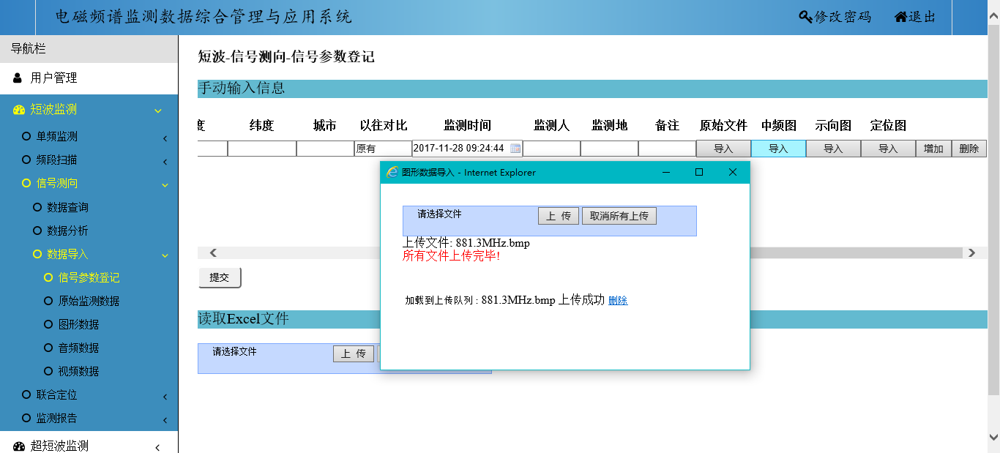 电磁频谱监测数据综合管理与应用系统
修改密码 退出
导航栏
用户管理
短波监测
单频监测
频段扫描
信号测向
数据查询
数据分析
数据导入
信号参数登记
原始监测数据
图形数据
音频数据
视频数据
联合定位
监测报告
超短波监测
短波-信号测向-信号参数登记
手动输入信息
度 纬度 城市 以往对比 监测时间 监测人 监测地 备注 原始文件 中频图 示向图 定位图
原有 2017-11-28 09:24:44 导入 导入 导入 导入 增加 删除
图形数据导入 - Internet Explorer
请选择文件 上 传 取消所有上传
上传文件: 881.3MHz.bmp
所有文件上传完毕!
加载到上传队列 : 881.3MHz.bmp 上传成功 删除
提交
读取Excel文件
请选择文件 上 传